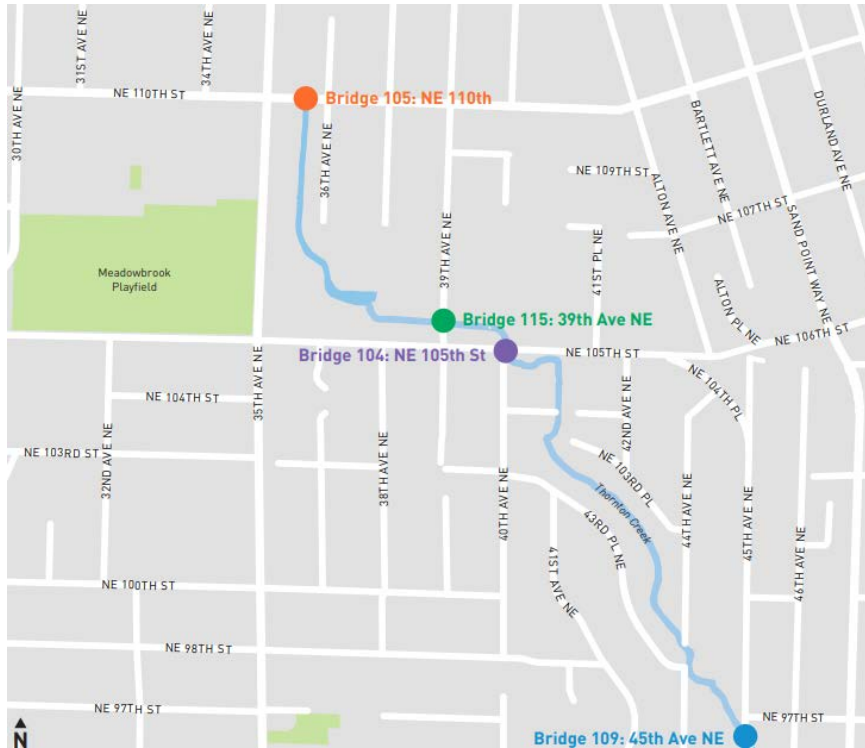 30TH AVE NE
31ST AVE NE
34TH AVE NE
NE 110TH ST
Bridge 105: NE 110th
36TH AVE NE
BARTLETT AVE NE
DURLAND AVE NE
NE 109TH ST
ALTON AVE NE
NE 107TH ST
SAND POINT WAY NE
39TH AVE NE
41ST PL NE
Meadowbrook
Playfield
ALTON PL NE
Bridge 115: 39th Ave NE
NE 106TH ST
Bridge 104: NE 105th St
NE 105TH ST
35TH AVE NE
NE 104TH ST
NE 104TH PL
42ND AVE NE
32ND AVE NE
NE 103RD ST
38TH AVE NE
40TH AVE NE
NE 103RD PL
Thornton Creek
43RD PL NE
44TH AVE NE
45TH AVE NE
46TH AVE NE
41ST AVE NE
NE 100TH ST
NE 98TH ST
NE 97TH ST
NE 97TH ST
N
Bridge 109: 45th Ave NE